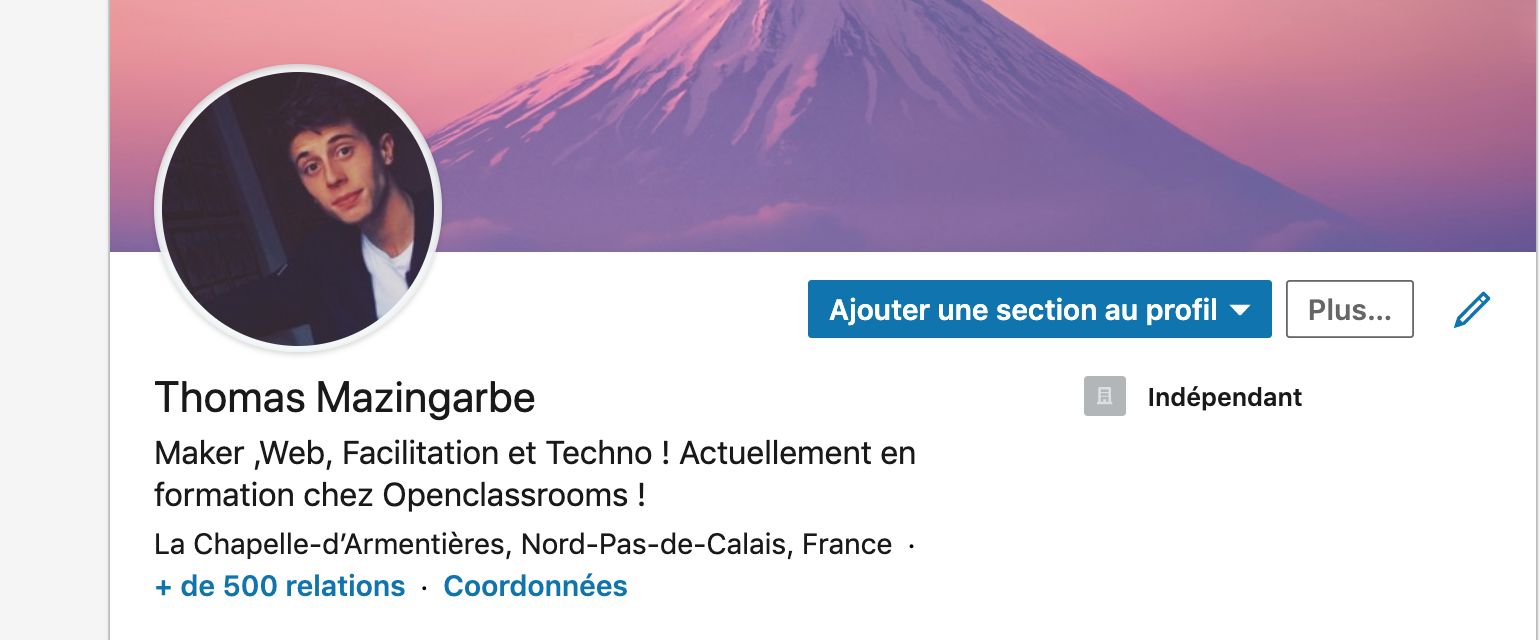 Ajouter une section au profil
Plus...
Thomas Mazingarbe
Indépendant
Maker ,Web, Facilitation et Techno ! Actuellement en
formation chez Openclassrooms !
La Chapelle-d’Armentières, Nord-Pas-de-Calais, France ·
+ de 500 relations · Coordonnées